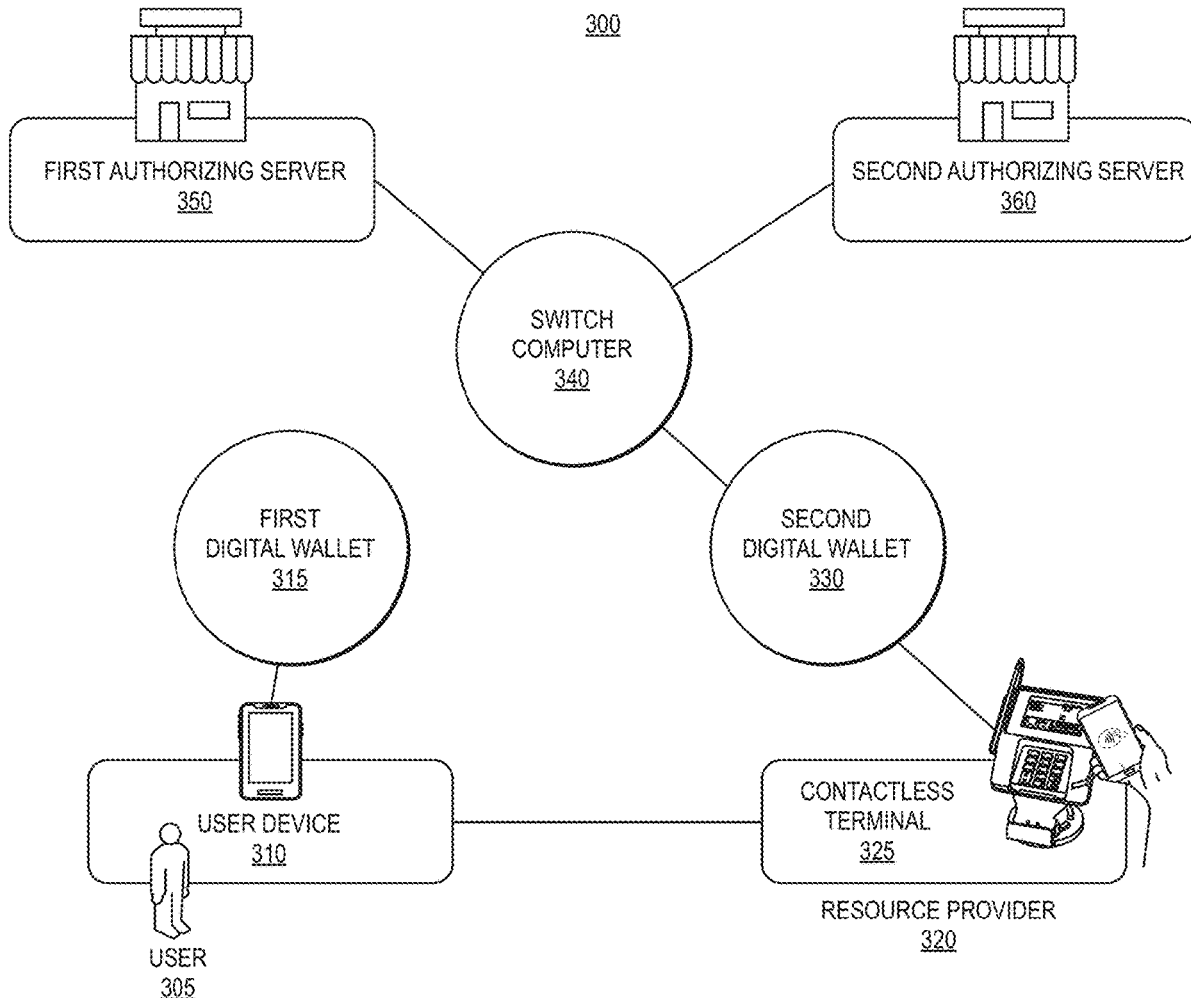 300
FIRST AUTHORIZING SERVER
350
SECOND AUTHORIZING SERVER
360
SWITCH
COMPUTER
340
FIRST
DIGITAL WALLET
315
SECOND
DIGITAL WALLET
330
USER DEVICE
310
CONTACTLESS
TERMINAL
325
RESOURCE PROVIDER
320
USER
305